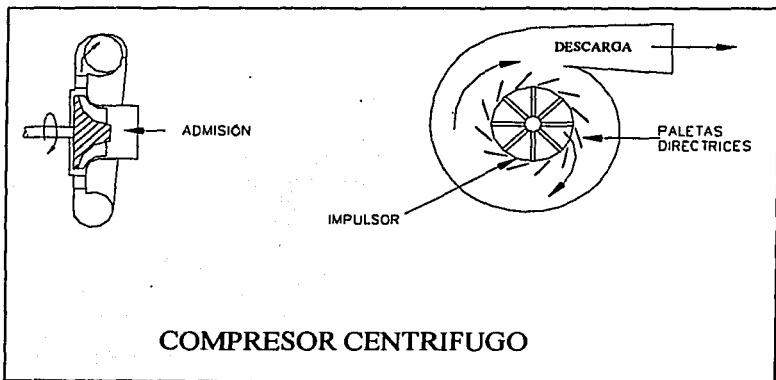 DESCARGA
ADMISIÓN
PALETAS
DIRECTRICES
IMPULSOR
COMPRESOR CENTRIFUGO